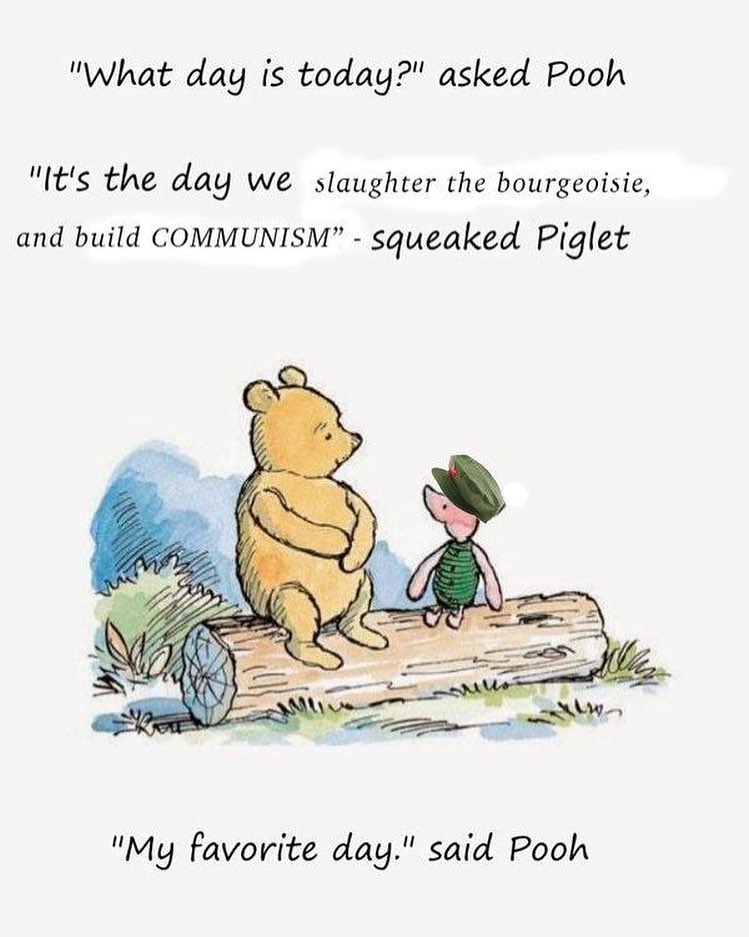 "What day is today?" asked Pooh
"It's the day we slaughter the bourgeoisie,
and build COMMUNISM” - squeaked Piglet
"My favorite day." said Pooh